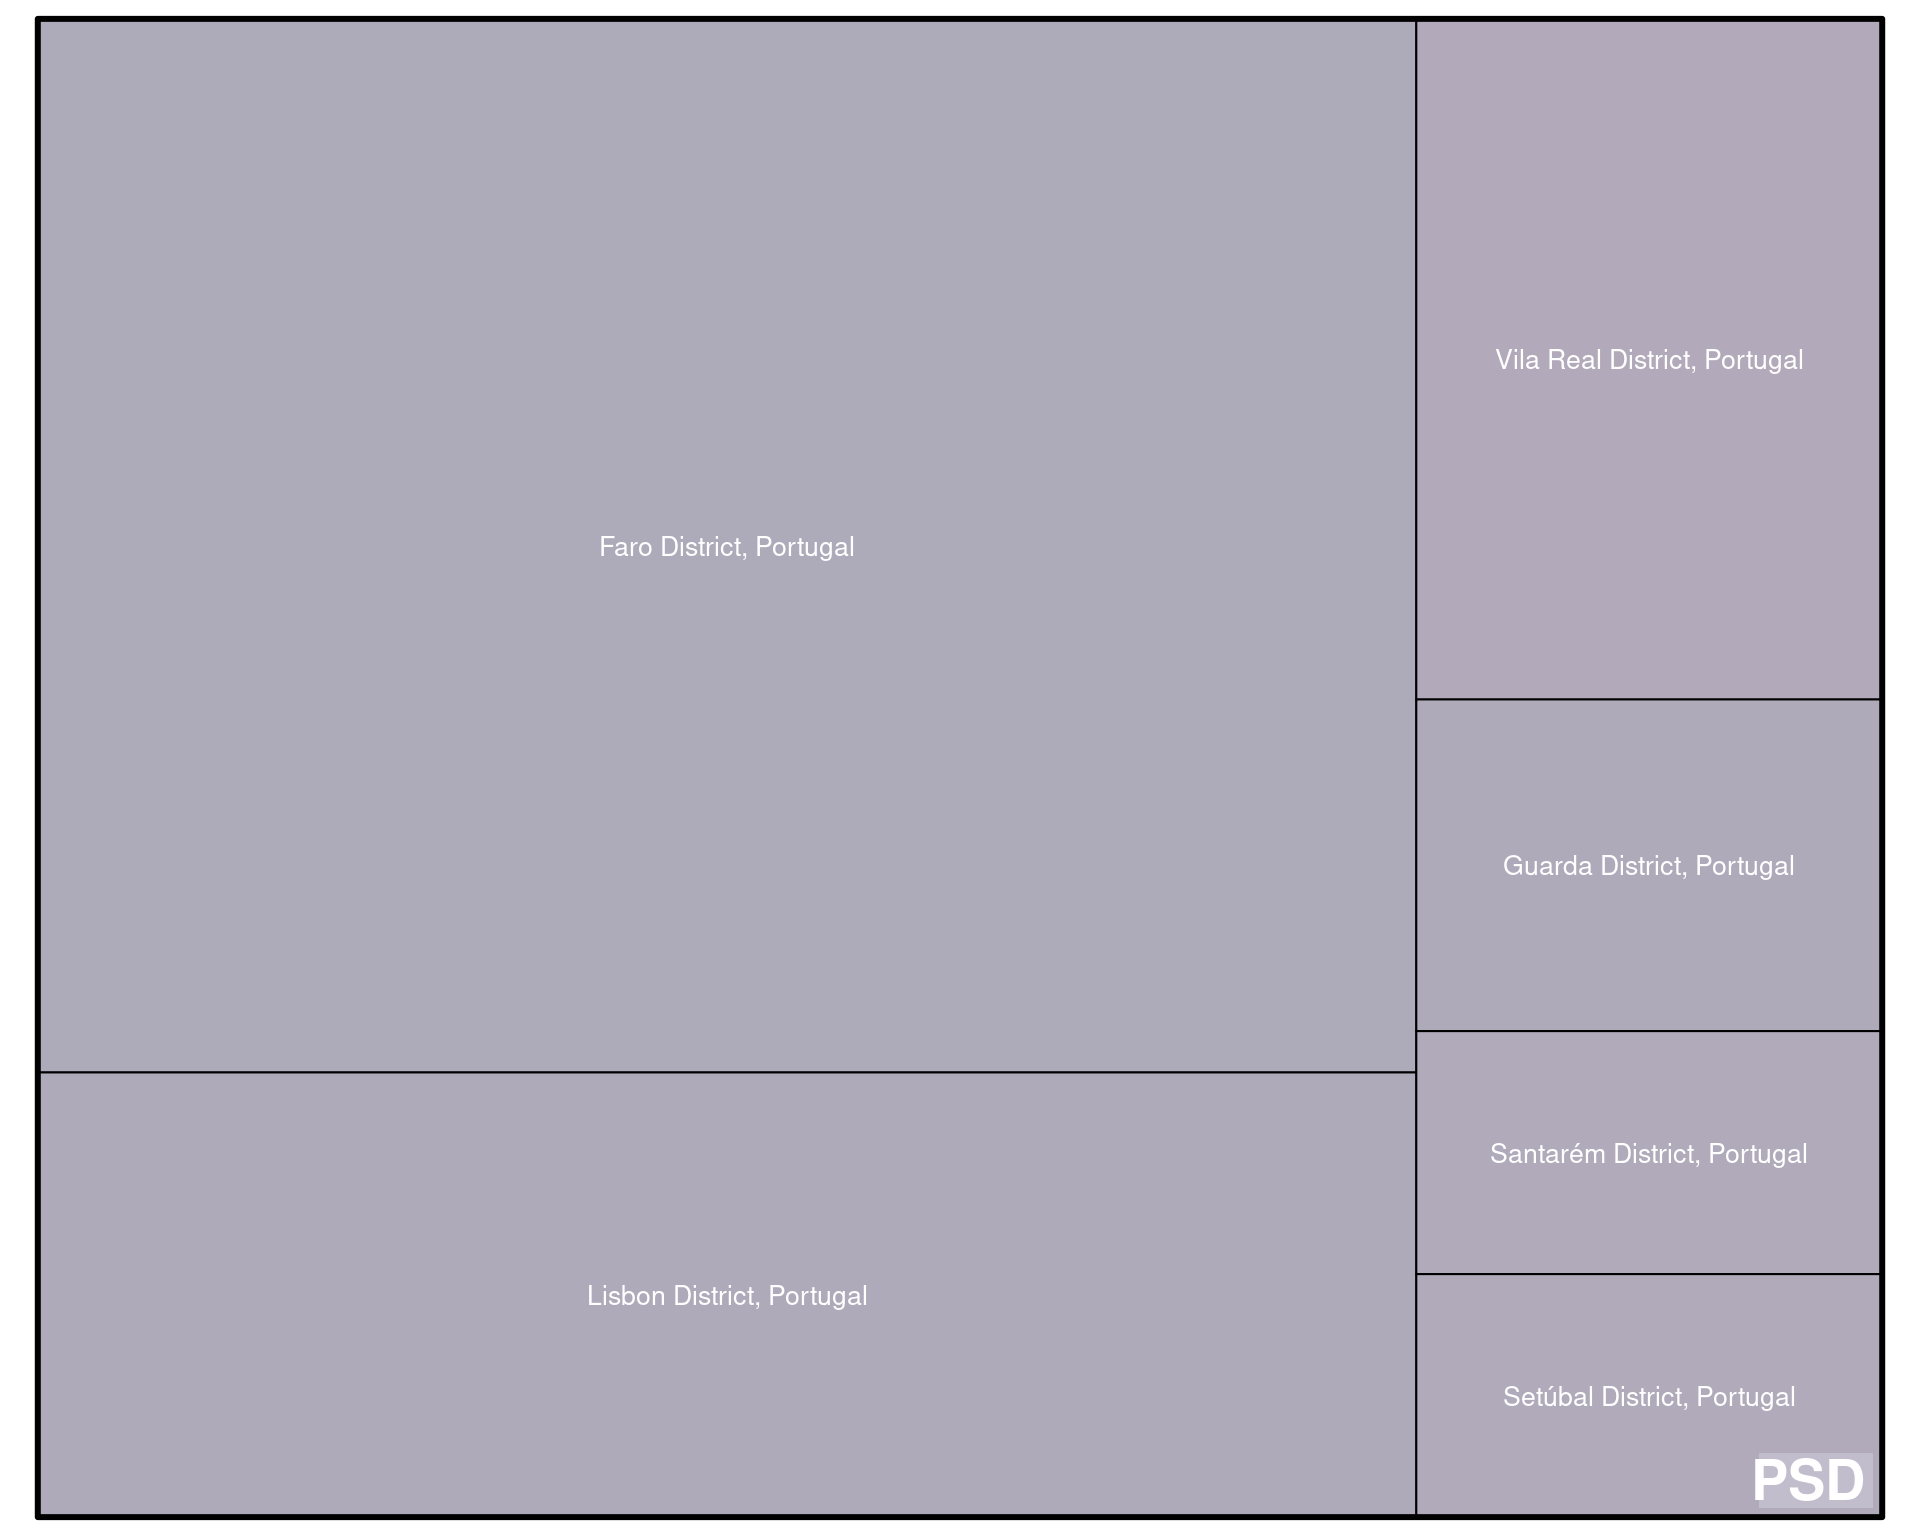 Faro District, Portugal
Lisbon District, Portugal
Vila Real District, Portugal
Guarda District, Portugal
Santarém District, Portugal
Setúbal District, Portugal
PSD